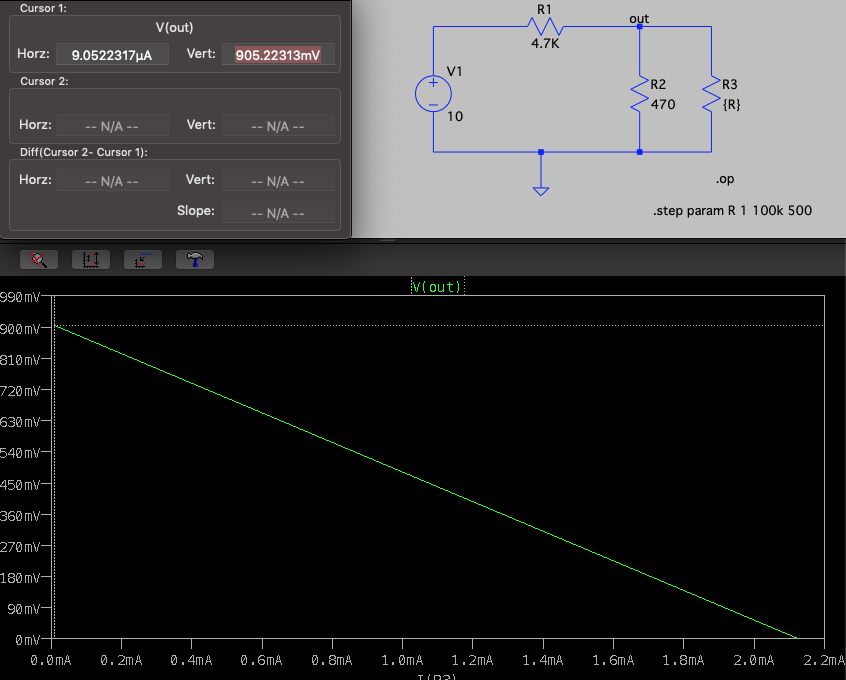 Cursor 1:
V(out)
Horz: 9.0522317µA Vert: 905.22313mV
Cursor 2:
Horz: -- N/A -- Vert: -- N/A --
Diff(Cursor 2- Cursor 1):
Horz: -- N/A -- Vert: -- N/A --
Slope: -- N/A --
R1
4.7K
out
V1
10
R2
470
R3
{R}
.op
.step param R 1 100k 500
V(out)
990mV
900mV
810mV
720mV
630mV
540mV
450mV
360mV
270mV
180mV
90mV
0mV
0.0mA 0.2mA 0.4mA 0.6mA 0.8mA 1.0mA 1.2mA 1.4mA 1.6mA 1.8mA 2.0mA 2.2mA